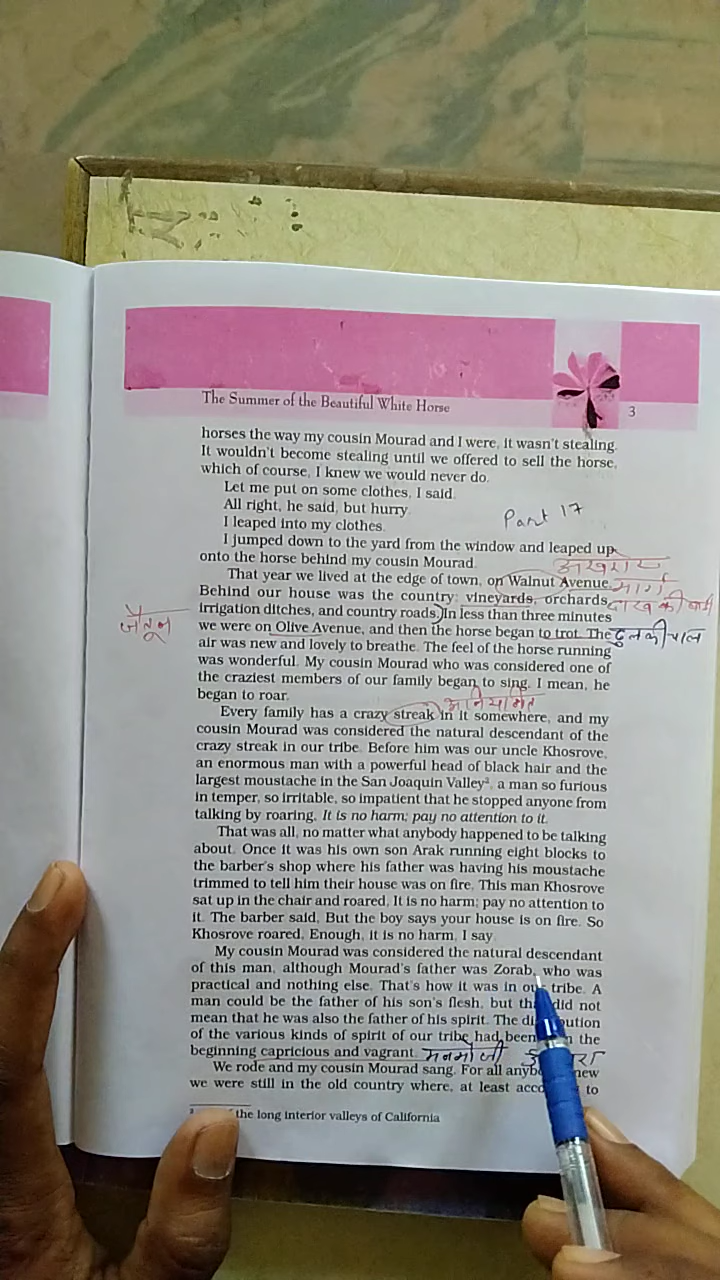 The Summer of the Beautiful White Horse
3
horses the way my cousin Mourad and I were, it wasn't stealing.
It wouldn't become stealing until we offered to sell the horse,
which of course, I knew we would never do.
Let me put on some clothes, I said.
All right, he said, but hurry.
Part 17
I leaped into my clothes.
I jumped down to the yard from the window and leaped up
onto the horse behind my cousin Mourad.
अखरोट
That year we lived at the edge of town, on Walnut Avenue. मार्ग
Behind our house was the country: vineyards, orchards, दाख की बाड़ी
irrigation ditches, and country roads. In less than three minutes
जैतून
we were on Olive Avenue, and then the horse began to trot. The दुलकी चाल
air was new and lovely to breathe. The feel of the horse running
was wonderful. My cousin Mourad who was considered one of
the craziest members of our family began to sing. I mean, he
began to roar.
अनियमित
Every family has a crazy streak in it somewhere, and my
cousin Mourad was considered the natural descendant of the
crazy streak in our tribe. Before him was our uncle Khosrove,
an enormous man with a powerful head of black hair and the
largest moustache in the San Joaquin Valley², a man so furious
in temper, so irritable, so impatient that he stopped anyone from
talking by roaring, It is no harm; pay no attention to it.
That was all, no matter what anybody happened to be talking
about. Once it was his own son Arak running eight blocks to
the barber's shop where his father was having his moustache
trimmed to tell him their house was on fire. This man Khosrove
sat up in the chair and roared, It is no harm; pay no attention to
it. The barber said, But the boy says your house is on fire. So
Khosrove roared, Enough, it is no harm, I say.
My cousin Mourad was considered the natural descendant
of this man, although Mourad's father was Zorab, who was
practical and nothing else. That's how it was in our tribe. A
man could be the father of his son's flesh, but that did not
mean that he was also the father of his spirit. The distribution
of the various kinds of spirit of our tribe had been the
beginning capricious and vagrant. मनमौजी
We rode and my cousin Mourad sang. For all anybody knew
we were still in the old country where, at least according to
the long interior valleys of California